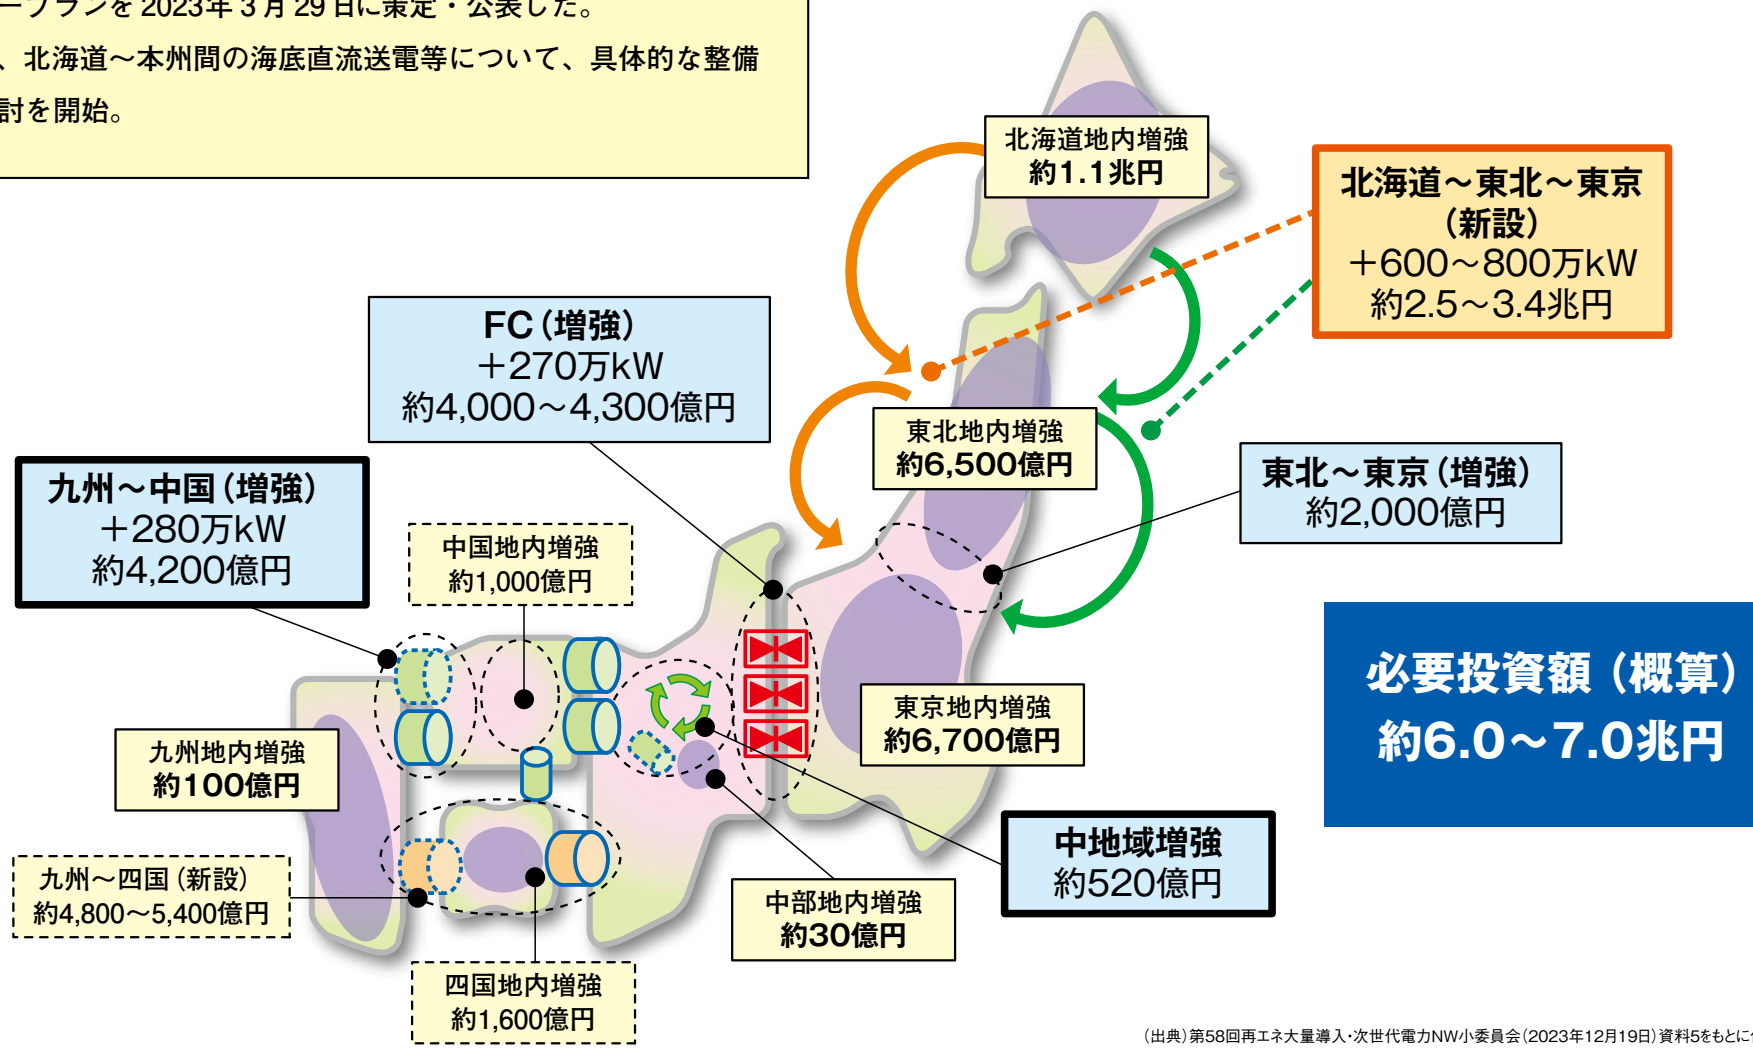 ープランを2023年3月29日に策定・公表した。
、北海道～本州間の海底直流送電等について、具体的な整備
討を開始。
北海道地内増強
約1.1兆円
北海道～東北～東京
（新設）
＋600～800万kW
約2.5～3.4兆円
FC（増強）
＋270万kW
約4,000～4,300億円
東北地内増強
約6,500億円
東北～東京（増強）
約2,000億円
九州～中国（増強）
＋280万kW
約4,200億円
中国地内増強
約1,000億円
必要投資額（概算）
約6.0～7.0兆円
東京地内増強
約6,700億円
九州地内増強
約100億円
中地域増強
約520億円
九州～四国（新設）
約4,800～5,400億円
中部地内増強
約30億円
四国地内増強
約1,600億円
（出典）第58回再エネ大量導入・次世代電力NW小委員会（2023年12月19日）資料5をもとに